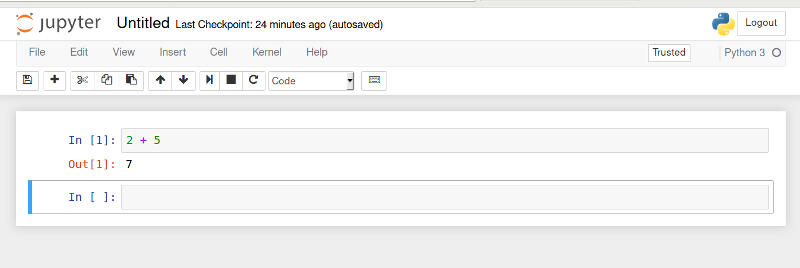 jupyter Untitled Last Checkpoint: 24 minutes ago (autosaved) Logout
File Edit View Insert Cell Kernel Help Trusted Python 3
Code
In [1]: 2 + 5
Out[1]: 7
In [ ]: